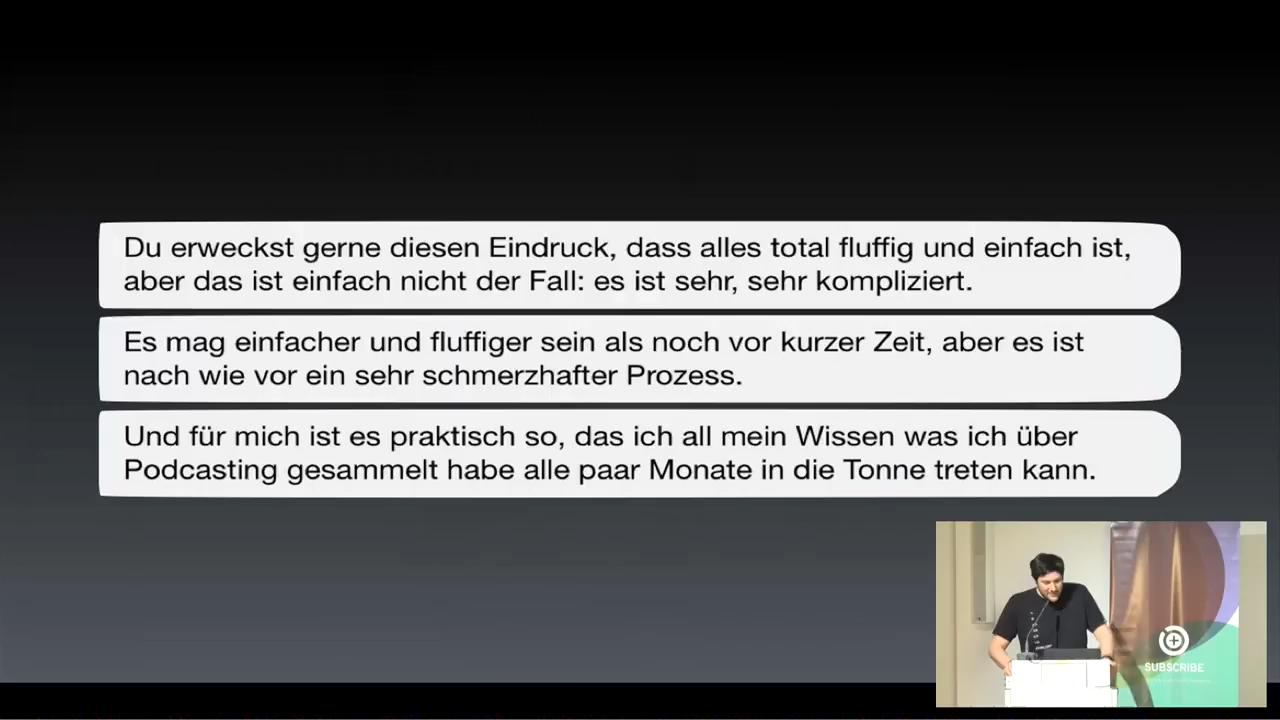 Du erweckst gerne diesen Eindruck, dass alles total fluffig und einfach ist,
aber das ist einfach nicht der Fall: es ist sehr, sehr kompliziert.
Es mag einfacher und fluffiger sein als noch vor kurzer Zeit, aber es ist
nach wie vor ein sehr schmerzhafter Prozess.
Und für mich ist es praktisch so, das ich all mein Wissen was ich über
Podcasting gesammelt habe alle paar Monate in die Tonne treten kann.
SUBSCRIBE